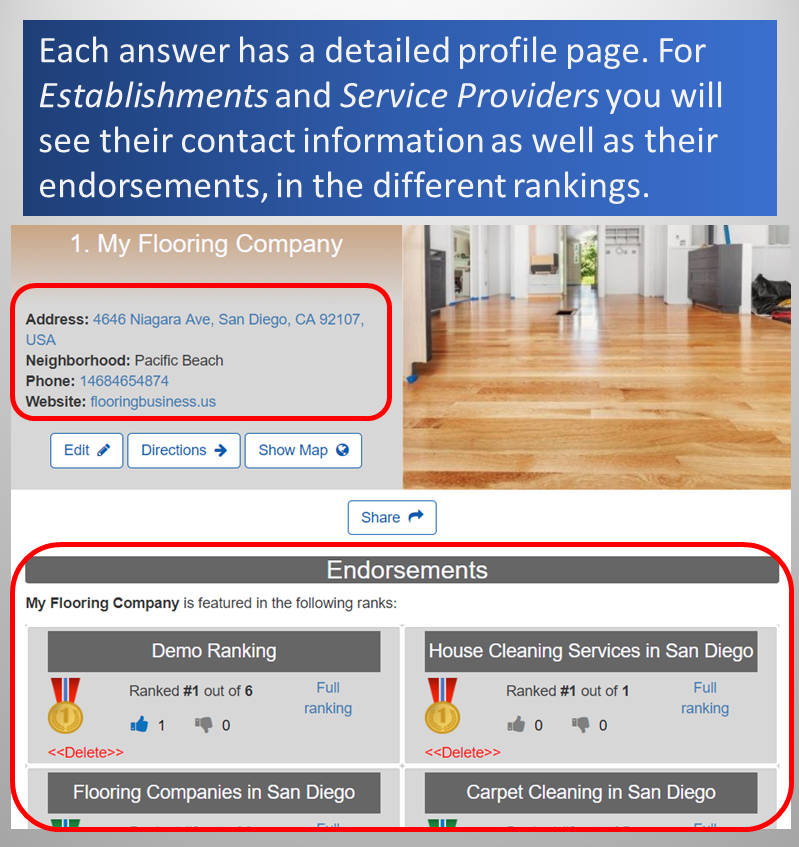 Each answer has a detailed profile page. For
Establishments and Service Providers you will
see their contact information as well as their
endorsements, in the different rankings.
1. My Flooring Company
Address: 4646 Niagara Ave, San Diego, CA 92107,
USA
Neighborhood: Pacific Beach
Phone: 14684654874
Website: flooringbusiness.us
Edit
Directions
Show Map
Share
Endorsements
My Flooring Company is featured in the following ranks:
Demo Ranking
1
Ranked #1 out of 6
Full
ranking
1 0
<<Delete>>
House Cleaning Services in San Diego
1
Ranked #1 out of 1
Full
ranking
0 0
<<Delete>>
Flooring Companies in San Diego
Carpet Cleaning in San Diego